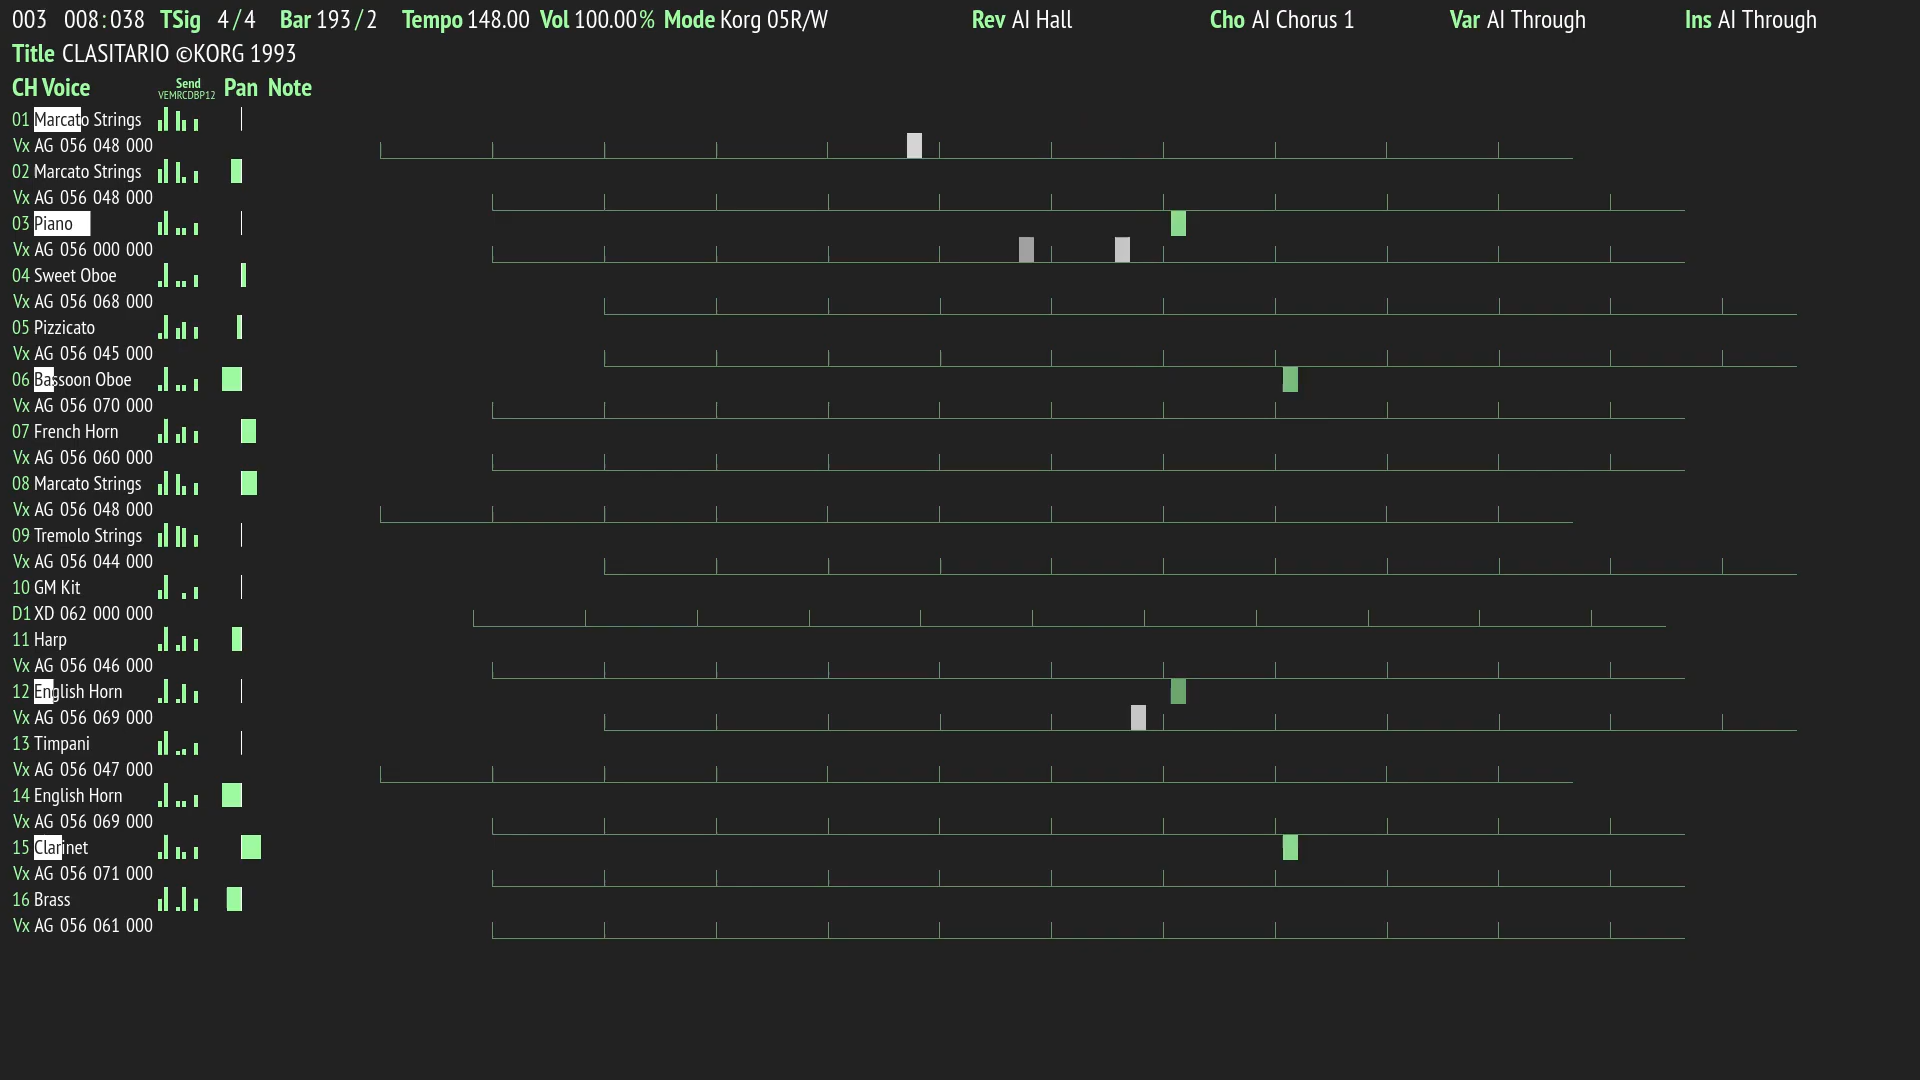 003 008:038 TSig 4/4 Bar 193/2 Tempo 148.00 Vol 100.00% Mode Korg 05R/W Rev AI Hall Cho AI Chorus 1 Var AI Through Ins AI Through
Title CLASITARIO ©KORG 1993
CH Voice Send VEMRCDBP12 Pan Note
01 Marcato Strings
Vx AG 056 048 000
02 Marcato Strings
Vx AG 056 048 000
03 Piano
Vx AG 056 000 000
04 Sweet Oboe
Vx AG 056 068 000
05 Pizzicato
Vx AG 056 045 000
06 Bassoon Oboe
Vx AG 056 070 000
07 French Horn
Vx AG 056 060 000
08 Marcato Strings
Vx AG 056 048 000
09 Tremolo Strings
Vx AG 056 044 000
10 GM Kit
D1 XD 062 000 000
11 Harp
Vx AG 056 046 000
12 English Horn
Vx AG 056 069 000
13 Timpani
Vx AG 056 047 000
14 English Horn
Vx AG 056 069 000
15 Clarinet
Vx AG 056 071 000
16 Brass
Vx AG 056 061 000